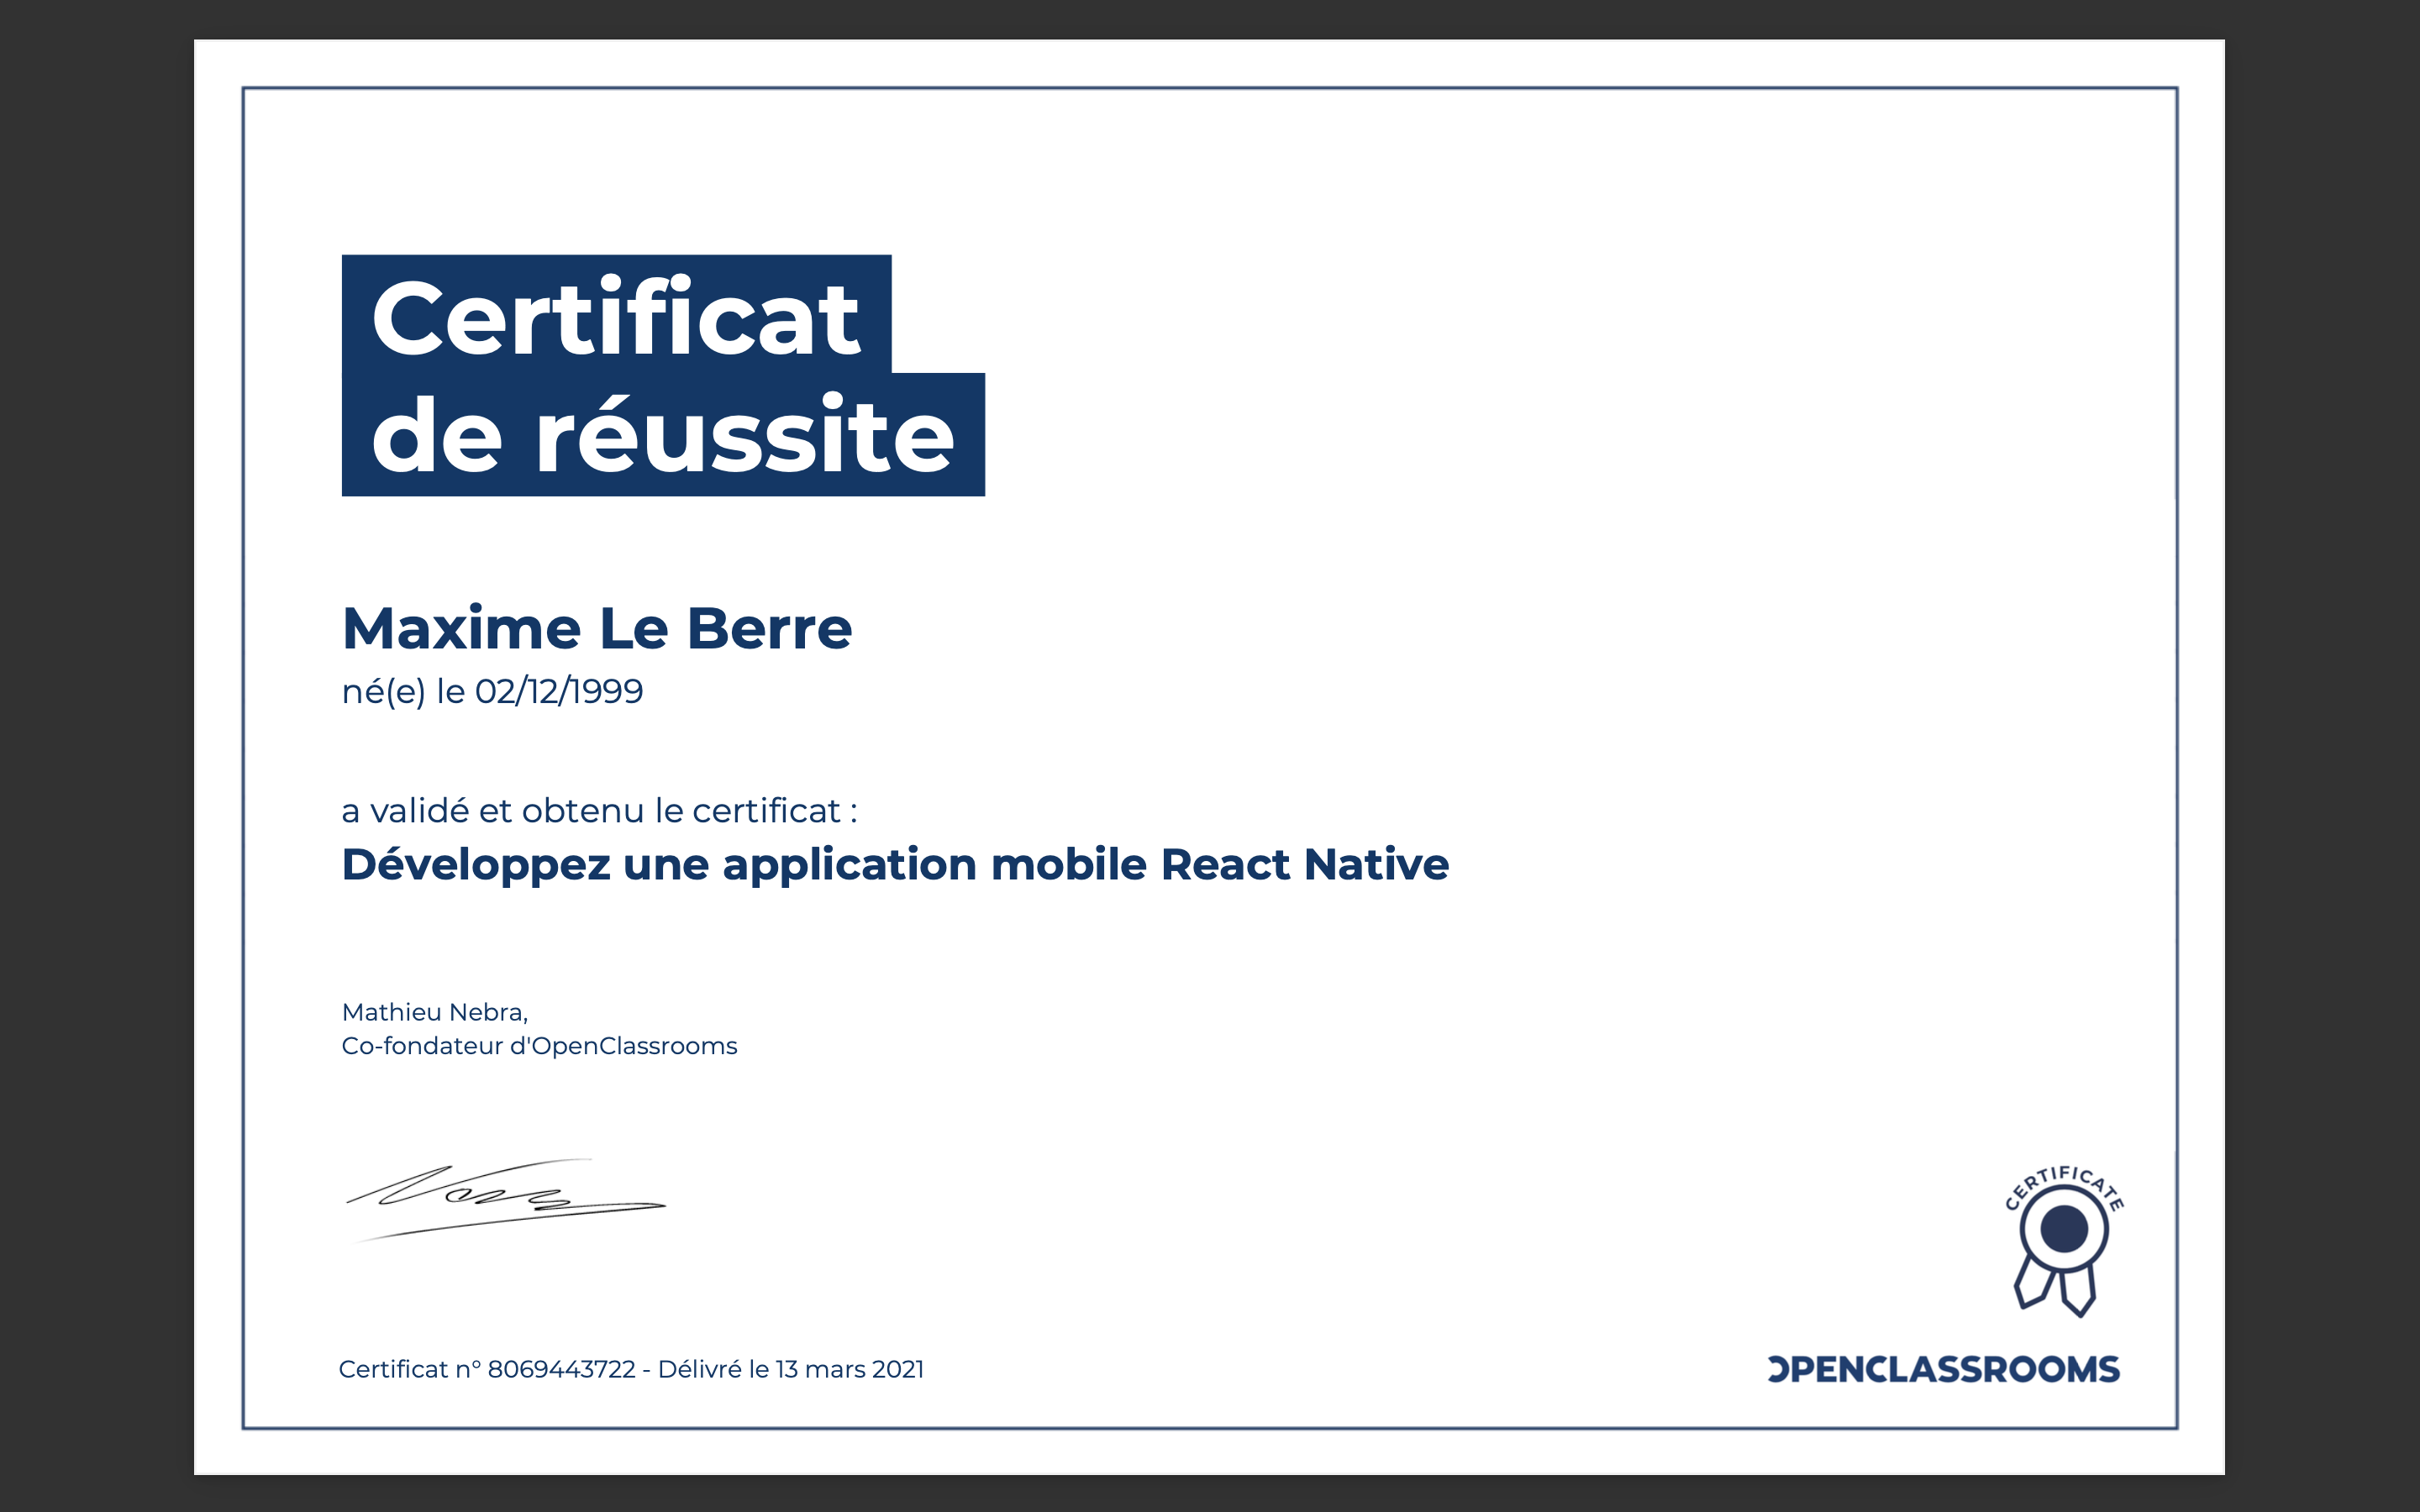 Certificat
de réussite
Maxime Le Berre
né(e) le 02/12/1999
a validé et obtenu le certificat :
Développez une application mobile React Native
Mathieu Nebra,
Co-fondateur d'OpenClassrooms
CERTIFICATE
Certificat n° 8069443722 - Délivré le 13 mars 2021
OPENCLASSROOMS